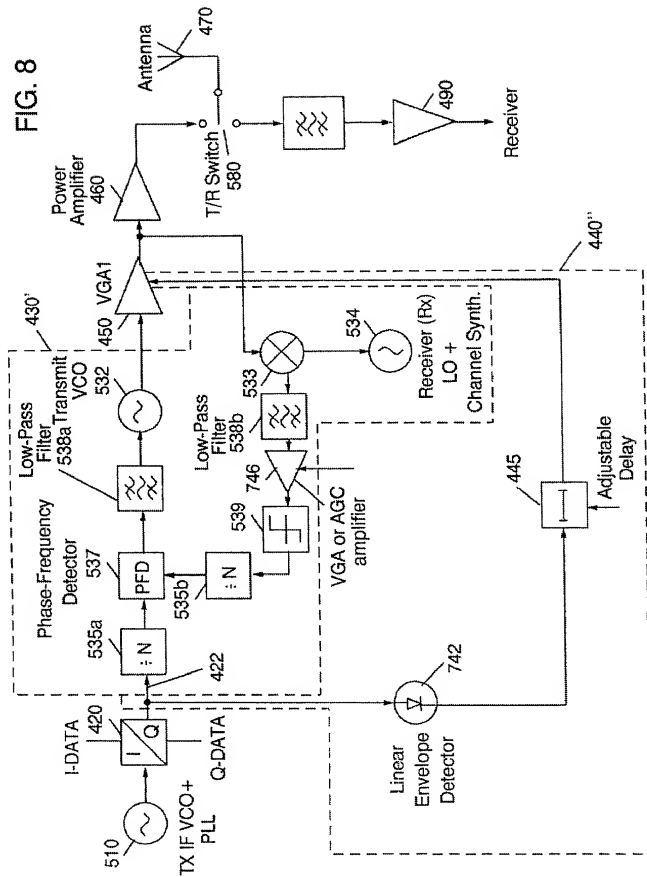 FIG. 8
Antenna
470
Power
Amplifier
460
T/R Switch
580
490
Receiver
VGA1
450
440"
430'
Transmit
VCO
532
Low-Pass
Filter
538a
Phase-Frequency
Detector
537
PFD
535a
÷ N
535b
÷ N
422
533
534
Receiver (Rx)
LO +
Channel Synth.
Low-Pass
Filter
538b
746
539
VGA or AGC
amplifier
I-DATA
420
I
Q
Q-DATA
510
TX IF VCO+
PLL
742
Linear
Envelope
Detector
445
Adjustable
Delay